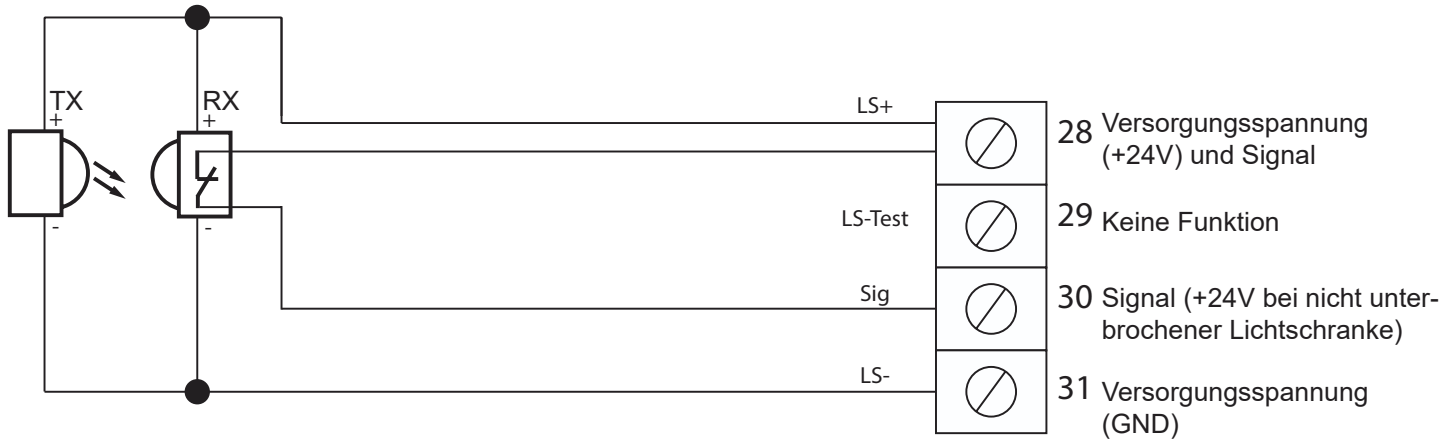 TX
+
-
RX
+
-
LS+
28 Versorgungsspannung
(+24V) und Signal
LS-Test
29 Keine Funktion
Sig
30 Signal (+24V bei nicht unter-
brochener Lichtschranke)
LS-
31 Versorgungsspannung
(GND)